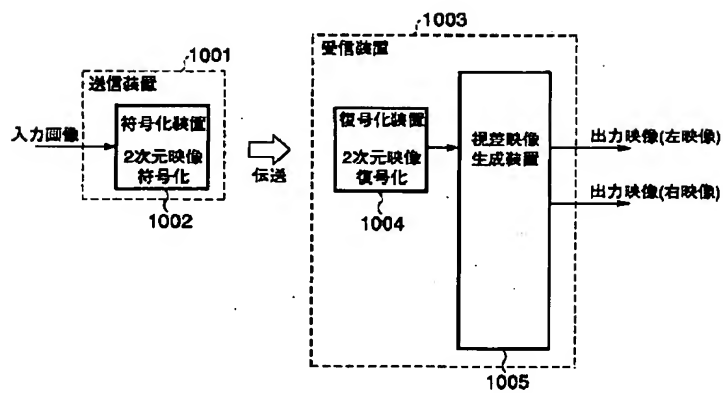 1001
送信装置
入力画像
符号化装置
2次元映像
符号化
1002
伝送
1003
受信装置
復号化装置
2次元映像
復号化
1004
視差映像
生成装置
1005
出力映像(左映像)
出力映像(右映像)